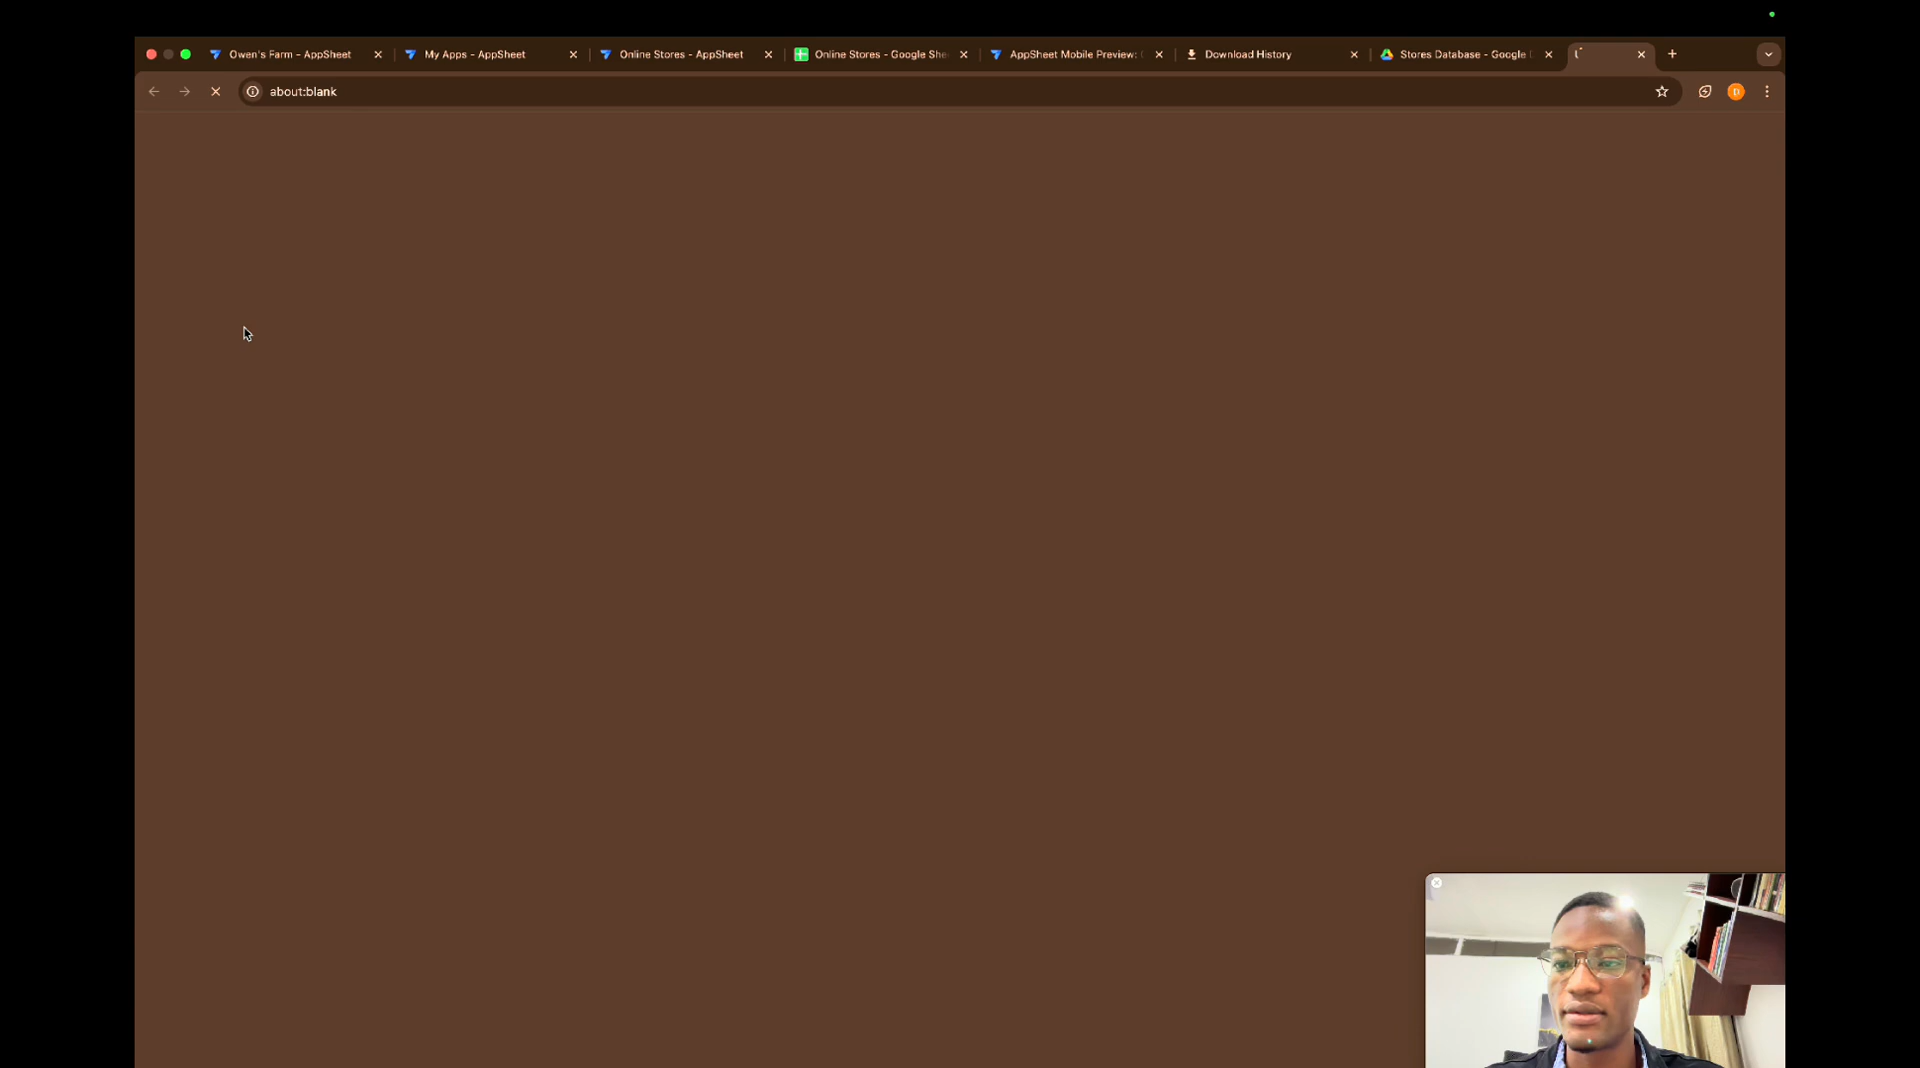 Owen's Farm - AppSheet
My Apps - AppSheet
Online Stores - AppSheet
Online Stores - Google She
AppSheet Mobile Preview:
Download History
Stores Database - Google
about:blank
D